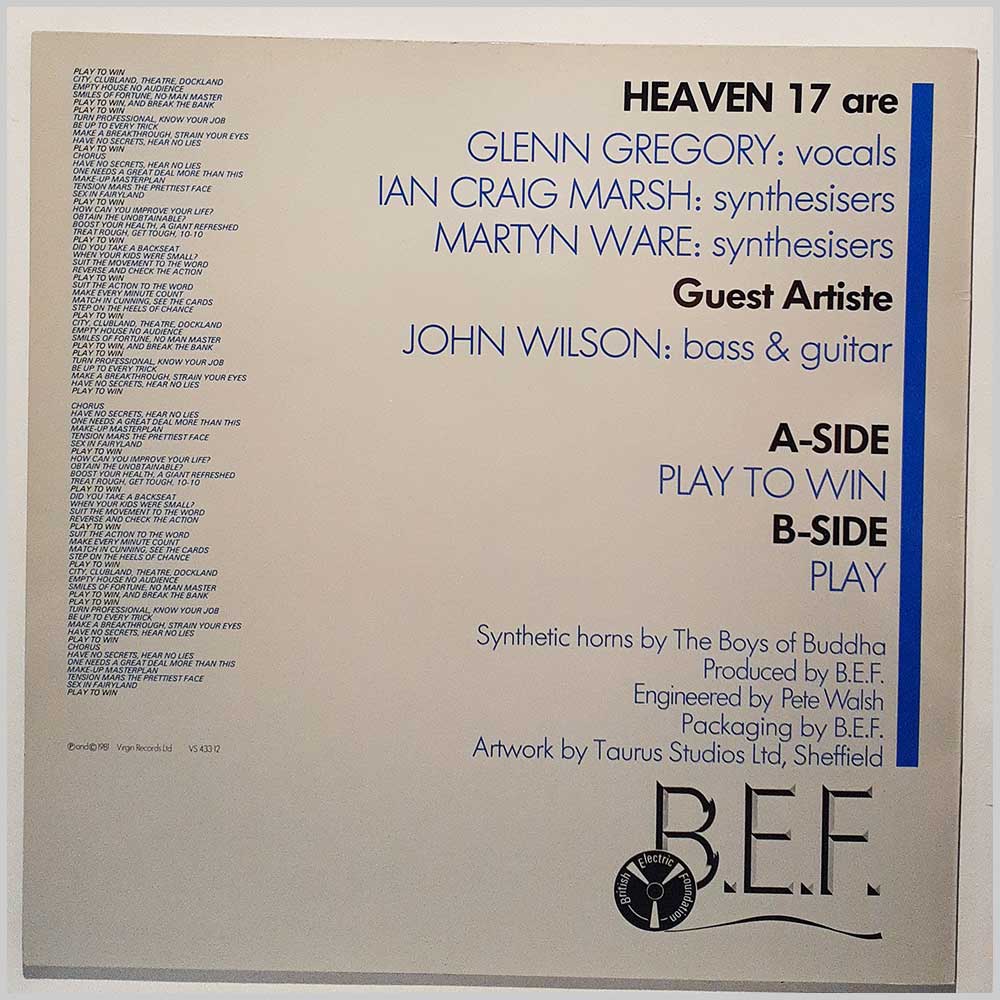 PLAY TO WIN
CITY, CLUBLAND, THEATRE, DOCKLAND
EMPTY HOUSE NO AUDIENCE
SMILES OF FORTUNE, NO MAN MASTER
PLAY TO WIN, AND BREAK THE BANK
PLAY TO WIN
TURN PROFESSIONAL, KNOW YOUR JOB
BE UP TO EVERY TRICK
MAKE A BREAKTHROUGH, STRAIN YOUR EYES
HAVE NO SECRETS, HEAR NO LIES
PLAY TO WIN
CHORUS
HAVE NO SECRETS, HEAR NO LIES
ONE NEEDS A GREAT DEAL MORE THAN THIS
MAKE-UP MASTERPLAN
TENSION MARS THE PRETTIEST FACE
SEX IN FAIRYLAND
PLAY TO WIN
HOW CAN YOU IMPROVE YOUR LIFE?
OBTAIN THE UNOBTAINABLE?
BOOST YOUR HEALTH, A GIANT REFRESHED
TREAT ROUGH, GET TOUGH, 10-10
PLAY TO WIN
DID YOU TAKE A BACKSEAT
WHEN YOUR KIDS WERE SMALL?
SUIT THE MOVEMENT TO THE WORD
REVERSE AND CHECK THE ACTION
PLAY TO WIN
SUIT THE ACTION TO THE WORD
MAKE EVERY MINUTE COUNT
MATCH IN CUNNING, SEE THE CARDS
STEP ON THE HEELS OF CHANCE
PLAY TO WIN
CITY, CLUBLAND, THEATRE, DOCKLAND
EMPTY HOUSE NO AUDIENCE
SMILES OF FORTUNE, NO MAN MASTER
PLAY TO WIN, AND BREAK THE BANK
PLAY TO WIN
TURN PROFESSIONAL, KNOW YOUR JOB
BE UP TO EVERY TRICK
MAKE A BREAKTHROUGH, STRAIN YOUR EYES
HAVE NO SECRETS, HEAR NO LIES
PLAY TO WIN
CHORUS
HAVE NO SECRETS, HEAR NO LIES
ONE NEEDS A GREAT DEAL MORE THAN THIS
MAKE-UP MASTERPLAN
TENSION MARS THE PRETTIEST FACE
SEX IN FAIRYLAND
PLAY TO WIN
HOW CAN YOU IMPROVE YOUR LIFE?
OBTAIN THE UNOBTAINABLE?
BOOST YOUR HEALTH, A GIANT REFRESHED
TREAT ROUGH, GET TOUGH, 10-10
PLAY TO WIN
DID YOU TAKE A BACKSEAT
WHEN YOUR KIDS WERE SMALL?
SUIT THE MOVEMENT TO THE WORD
REVERSE AND CHECK THE ACTION
PLAY TO WIN
SUIT THE ACTION TO THE WORD
MAKE EVERY MINUTE COUNT
MATCH IN CUNNING, SEE THE CARDS
STEP ON THE HEELS OF CHANCE
PLAY TO WIN
CITY, CLUBLAND, THEATRE, DOCKLAND
EMPTY HOUSE NO AUDIENCE
SMILES OF FORTUNE, NO MAN MASTER
PLAY TO WIN, AND BREAK THE BANK
PLAY TO WIN
TURN PROFESSIONAL, KNOW YOUR JOB
BE UP TO EVERY TRICK
MAKE A BREAKTHROUGH, STRAIN YOUR EYES
HAVE NO SECRETS, HEAR NO LIES
PLAY TO WIN
CHORUS
HAVE NO SECRETS, HEAR NO LIES
ONE NEEDS A GREAT DEAL MORE THAN THIS
MAKE-UP MASTERPLAN
TENSION MARS THE PRETTIEST FACE
SEX IN FAIRYLAND
PLAY TO WIN
℗ and © 1981 Virgin Records Ltd VS 433 12
HEAVEN 17 are
GLENN GREGORY: vocals
IAN CRAIG MARSH: synthesisers
MARTYN WARE: synthesisers
Guest Artiste
JOHN WILSON: bass & guitar
A-SIDE
PLAY TO WIN
B-SIDE
PLAY
Synthetic horns by The Boys of Buddha
Produced by B.E.F.
Engineered by Pete Walsh
Packaging by B.E.F.
Artwork by Taurus Studios Ltd, Sheffield
B.E.F.
British Electric Foundation